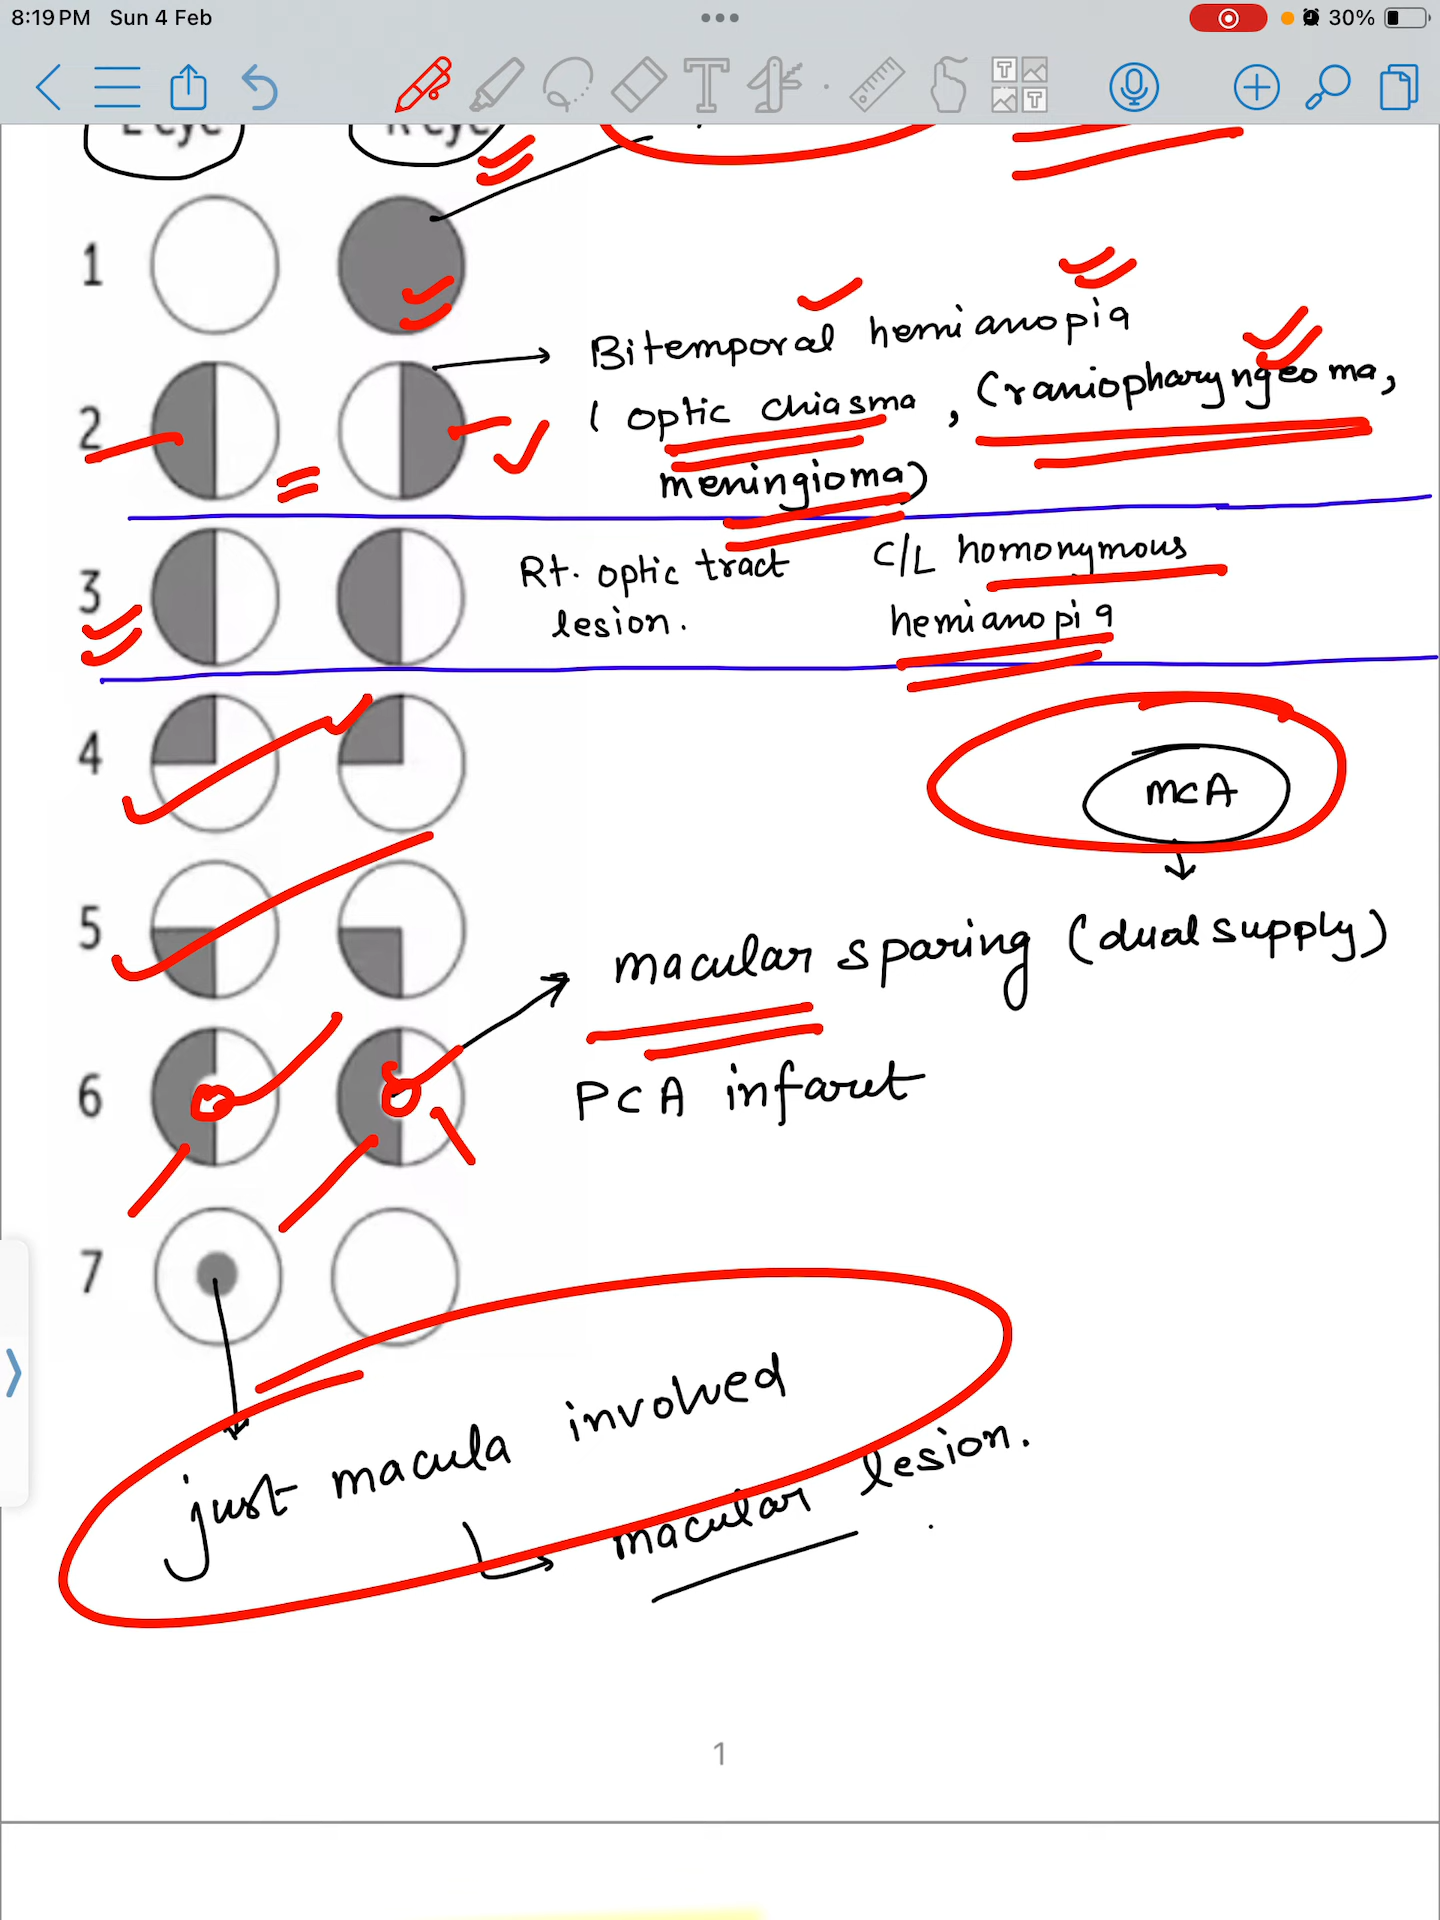 8:19 PM Sun 4 Feb
30%
L eye R eye
1
Bitemporal hemianopia
2
( optic chiasma , Craniopharyngeoma,
meningioma)
3
Rt. optic tract
lesion.
C/L homonymous
hemianopia
4
MCA
5
macular sparing (dual supply)
6
PCA infarct
7
just macula involved
macular lesion.
1